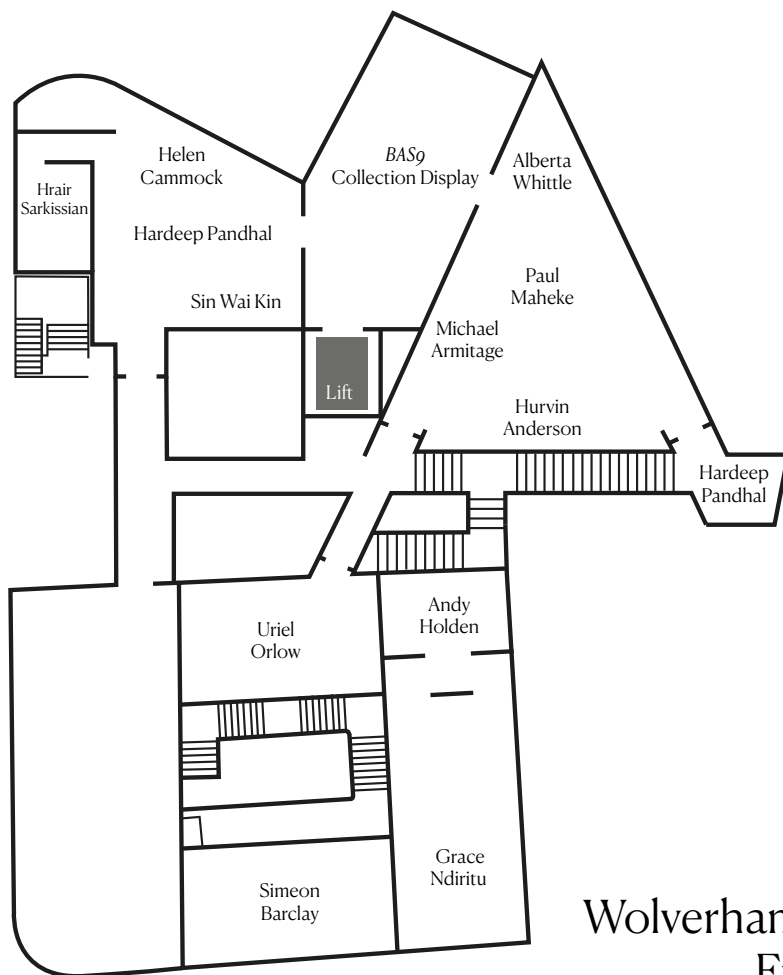 Helen
Cammock
BAS9
Collection Display
Alberta
Whittle
Hrair
Sarkissian
Hardeep Pandhal
Paul
Maheke
Sin Wai Kin
Michael
Armitage
Lift
Hurvin
Anderson
Hardeep
Pandhal
Andy
Holden
Uriel
Orlow
Grace
Ndiritu
Simeon
Barclay